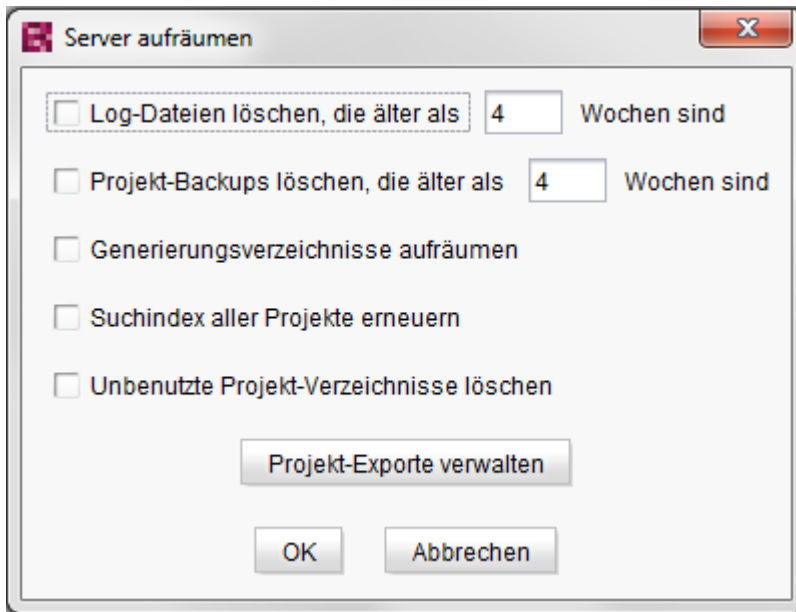 Server aufräumen
Log-Dateien löschen, die älter als 4 Wochen sind
Projekt-Backups löschen, die älter als 4 Wochen sind
Generierungsverzeichnisse aufräumen
Suchindex aller Projekte erneuern
Unbenutzte Projekt-Verzeichnisse löschen
Projekt-Exporte verwalten
OK Abbrechen